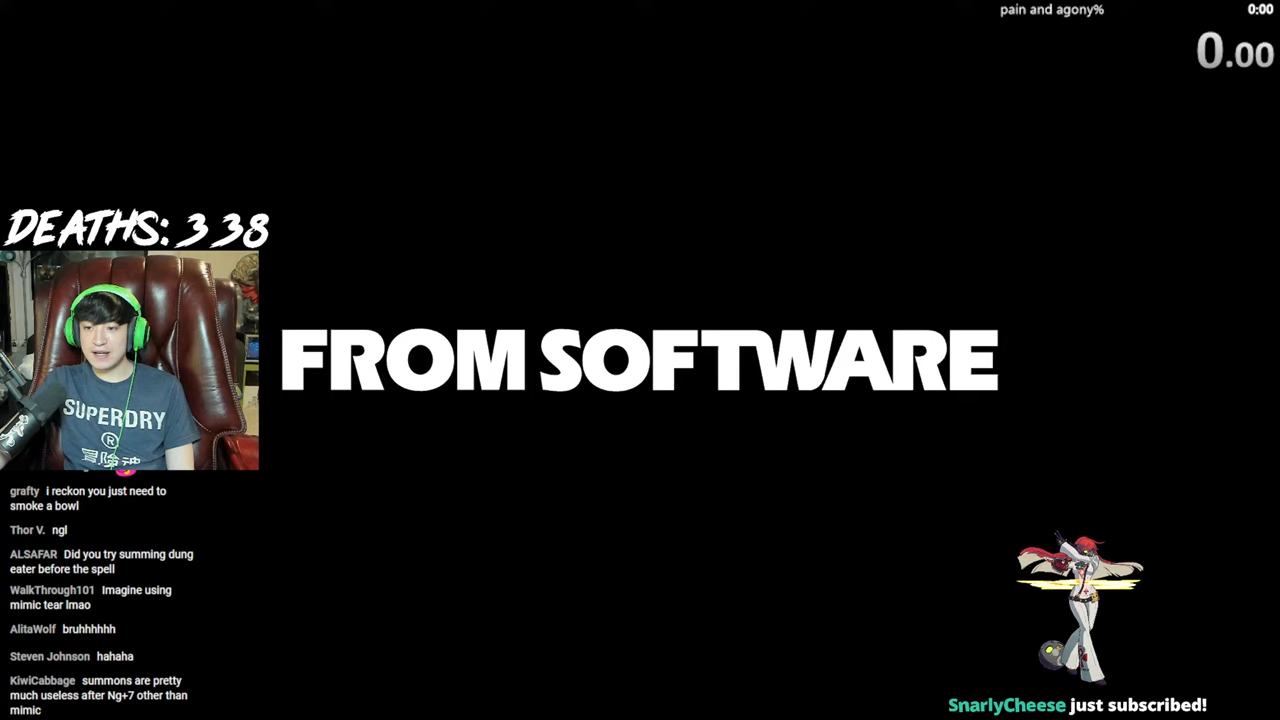 pain and agony%
0:00
0.00
DEATHS: 338
FROMSOFTWARE
SUPERDRY
®
冒険魂
grafty i reckon you just need to
smoke a bowl
Thor V. ngl
ALSAFAR Did you try summing dung
eater before the spell
WalkThrough101 Imagine using
mimic tear lmao
AlitaWolf bruhhhhhh
Steven Johnson hahaha
KiwiCabbage summons are pretty
much useless after Ng+7 other than
mimic
SnarlyCheese just subscribed!